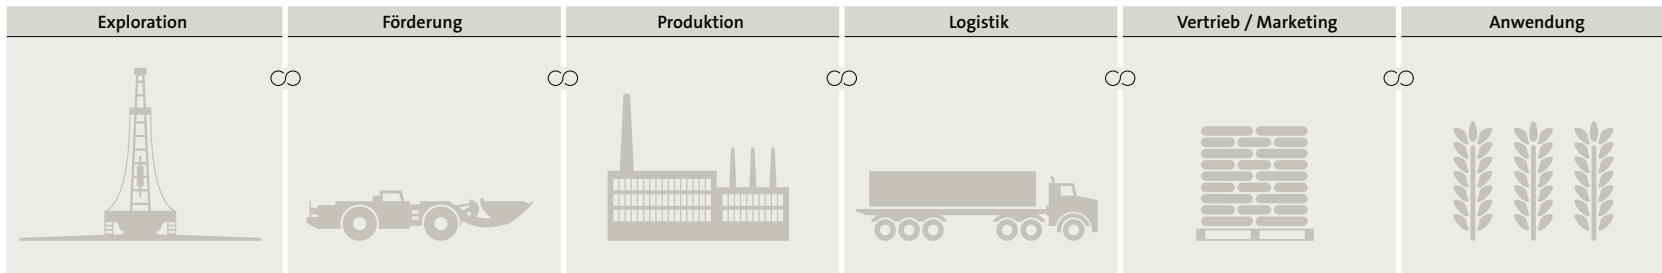 Exploration
Förderung
Produktion
Logistik
Vertrieb / Marketing
Anwendung